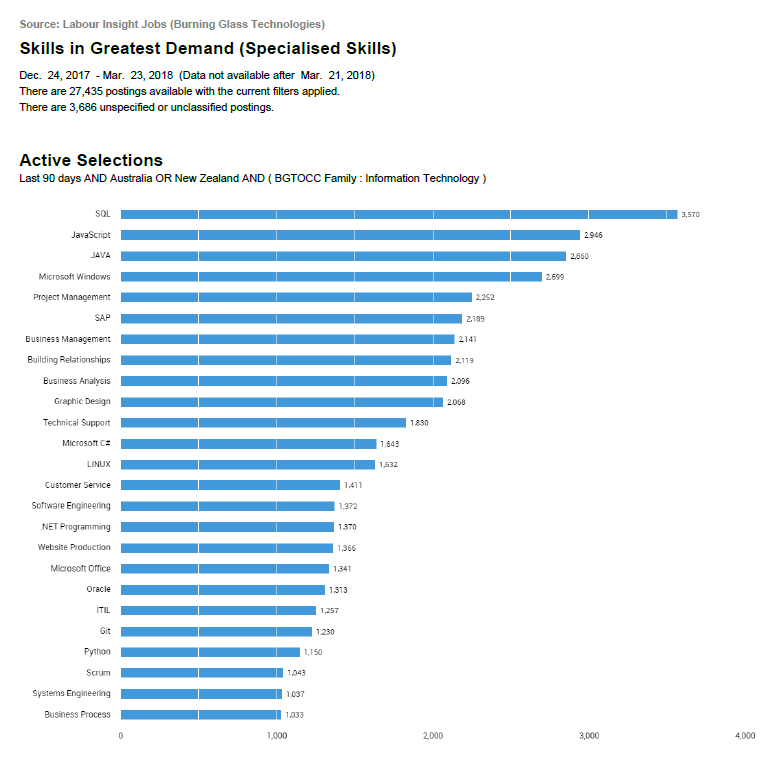 Source: Labour Insight Jobs (Burning Glass Technologies)
Skills in Greatest Demand (Specialised Skills)
Dec. 24, 2017 - Mar. 23, 2018 (Data not available after Mar. 21, 2018)
There are 27,435 postings available with the current filters applied.
There are 3,686 unspecified or unclassified postings.
Active Selections
Last 90 days AND Australia OR New Zealand AND ( BGTOCC Family : Information Technology )
SQL 3,570
JavaScript 2,946
JAVA 2,860
Microsoft Windows 2,699
Project Management 2,252
SAP 2,189
Business Management 2,141
Building Relationships 2,119
Business Analysis 2,096
Graphic Design 2,068
Technical Support 1,830
Microsoft C# 1,643
LINUX 1,632
Customer Service 1,411
Software Engineering 1,372
.NET Programming 1,370
Website Production 1,366
Microsoft Office 1,341
Oracle 1,313
ITIL 1,257
Git 1,230
Python 1,150
Scrum 1,043
Systems Engineering 1,037
Business Process 1,033
0 1,000 2,000 3,000 4,000